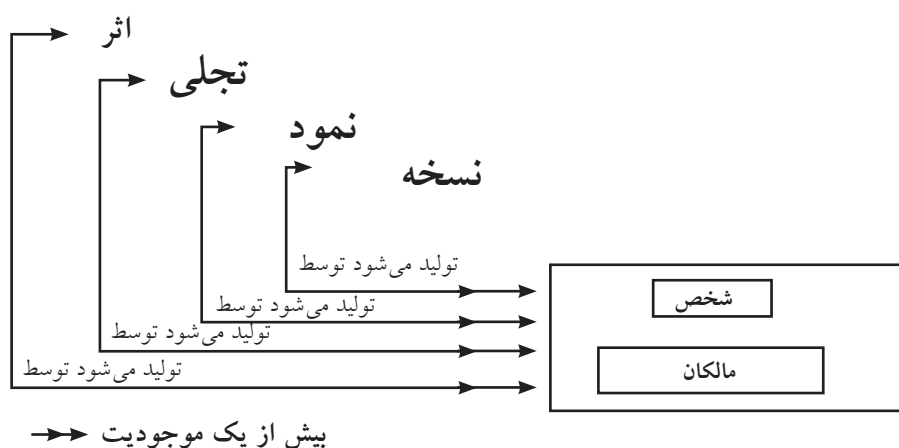 اثر
تجلی
نمود
نسخه
تولید می‌شود توسط
شخص
تولید می‌شود توسط
تولید می‌شود توسط
تولید می‌شود توسط
مالکان
بیش از یک موجودیت